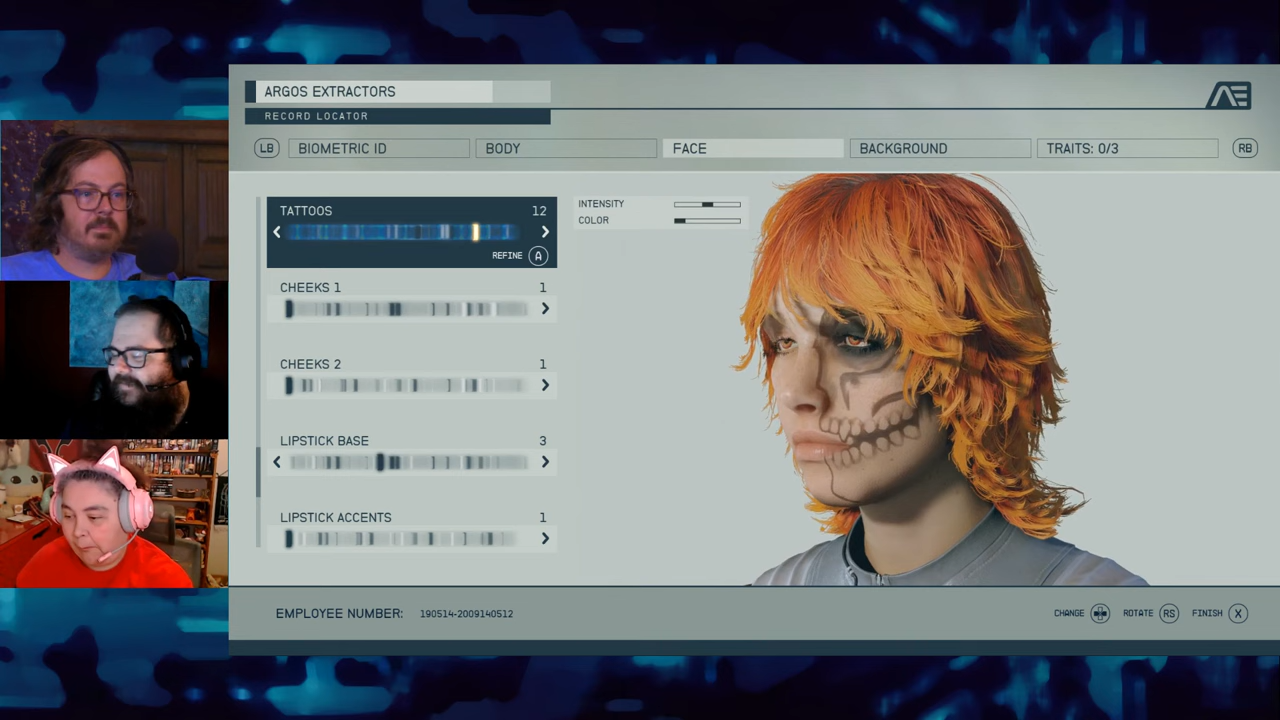 ARGOS EXTRACTORS
RECORD LOCATOR
LB BIOMETRIC ID BODY FACE BACKGROUND TRAITS: 0/3 RB
TATTOOS 12
REFINE A
INTENSITY
COLOR
CHEEKS 1 1
CHEEKS 2 1
LIPSTICK BASE 3
LIPSTICK ACCENTS 1
EMPLOYEE NUMBER: 190514-2009140512
CHANGE ROTATE RS FINISH X